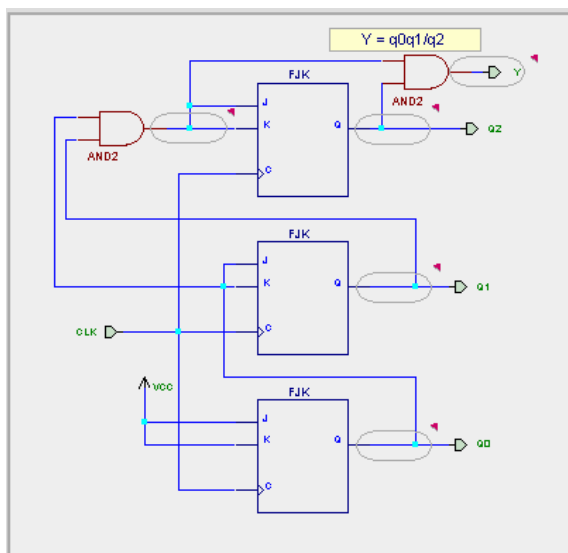 Y = q0q1/q2
FJK
J
K
C
Q
AND2
Y
AND2
Q2
FJK
J
K
C
Q
Q1
CLK
VCC
FJK
J
K
C
Q
Q0